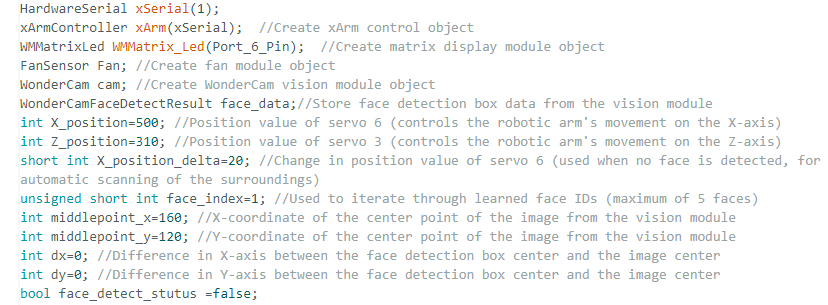 HardwareSerial xSerial(1);
xArmController xArm(xSerial);  //Create xArm control object
WMMatrixLed WMMatrix_Led(Port_6_Pin);  //Create matrix display module object
FanSensor Fan; //Create fan module object
WonderCam cam; //Create WonderCam vision module object
WonderCamFaceDetectResult face_data;//Store face detection box data from the vision module
int X_position=500; //Position value of servo 6 (controls the robotic arm's movement on the X-axis)
int Z_position=310; //Position value of servo 3 (controls the robotic arm's movement on the Z-axis)
short int X_position_delta=20; //Change in position value of servo 6 (used when no face is detected, for
automatic scanning of the surroundings)
unsigned short int face_index=1; //Used to iterate through learned face IDs (maximum of 5 faces)
int middlepoint_x=160; //X-coordinate of the center point of the image from the vision module
int middlepoint_y=120; //Y-coordinate of the center point of the image from the vision module
int dx=0; //Difference in X-axis between the face detection box center and the image center
int dy=0; //Difference in Y-axis between the face detection box center and the image center
bool face_detect_stutus =false;